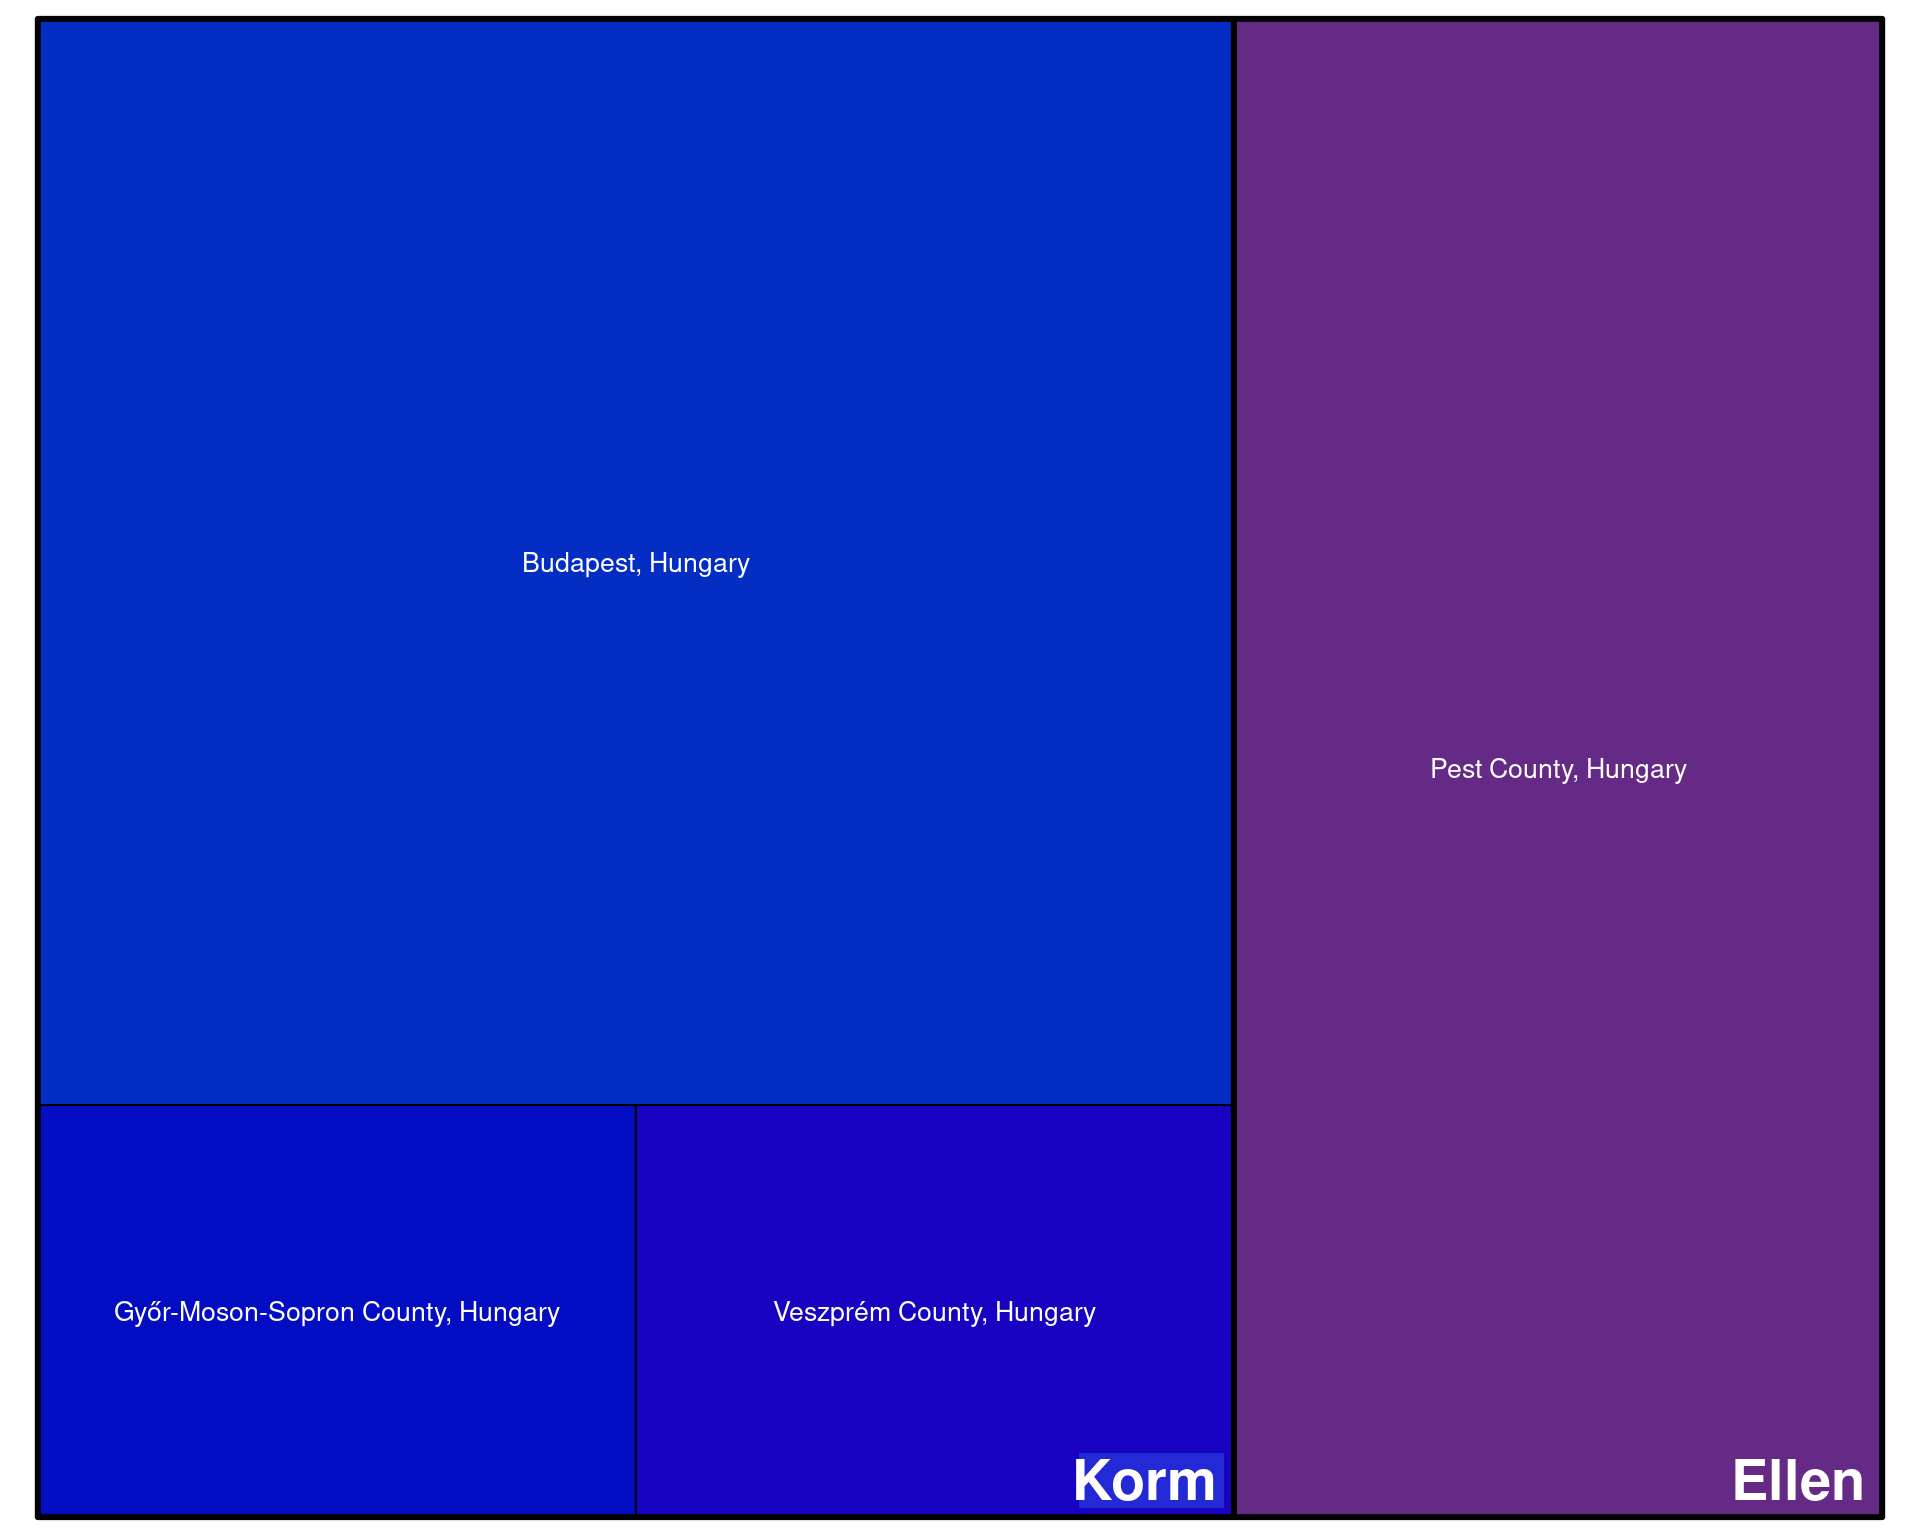 Budapest, Hungary
Pest County, Hungary
Győr-Moson-Sopron County, Hungary
Veszprém County, Hungary
Korm
Ellen